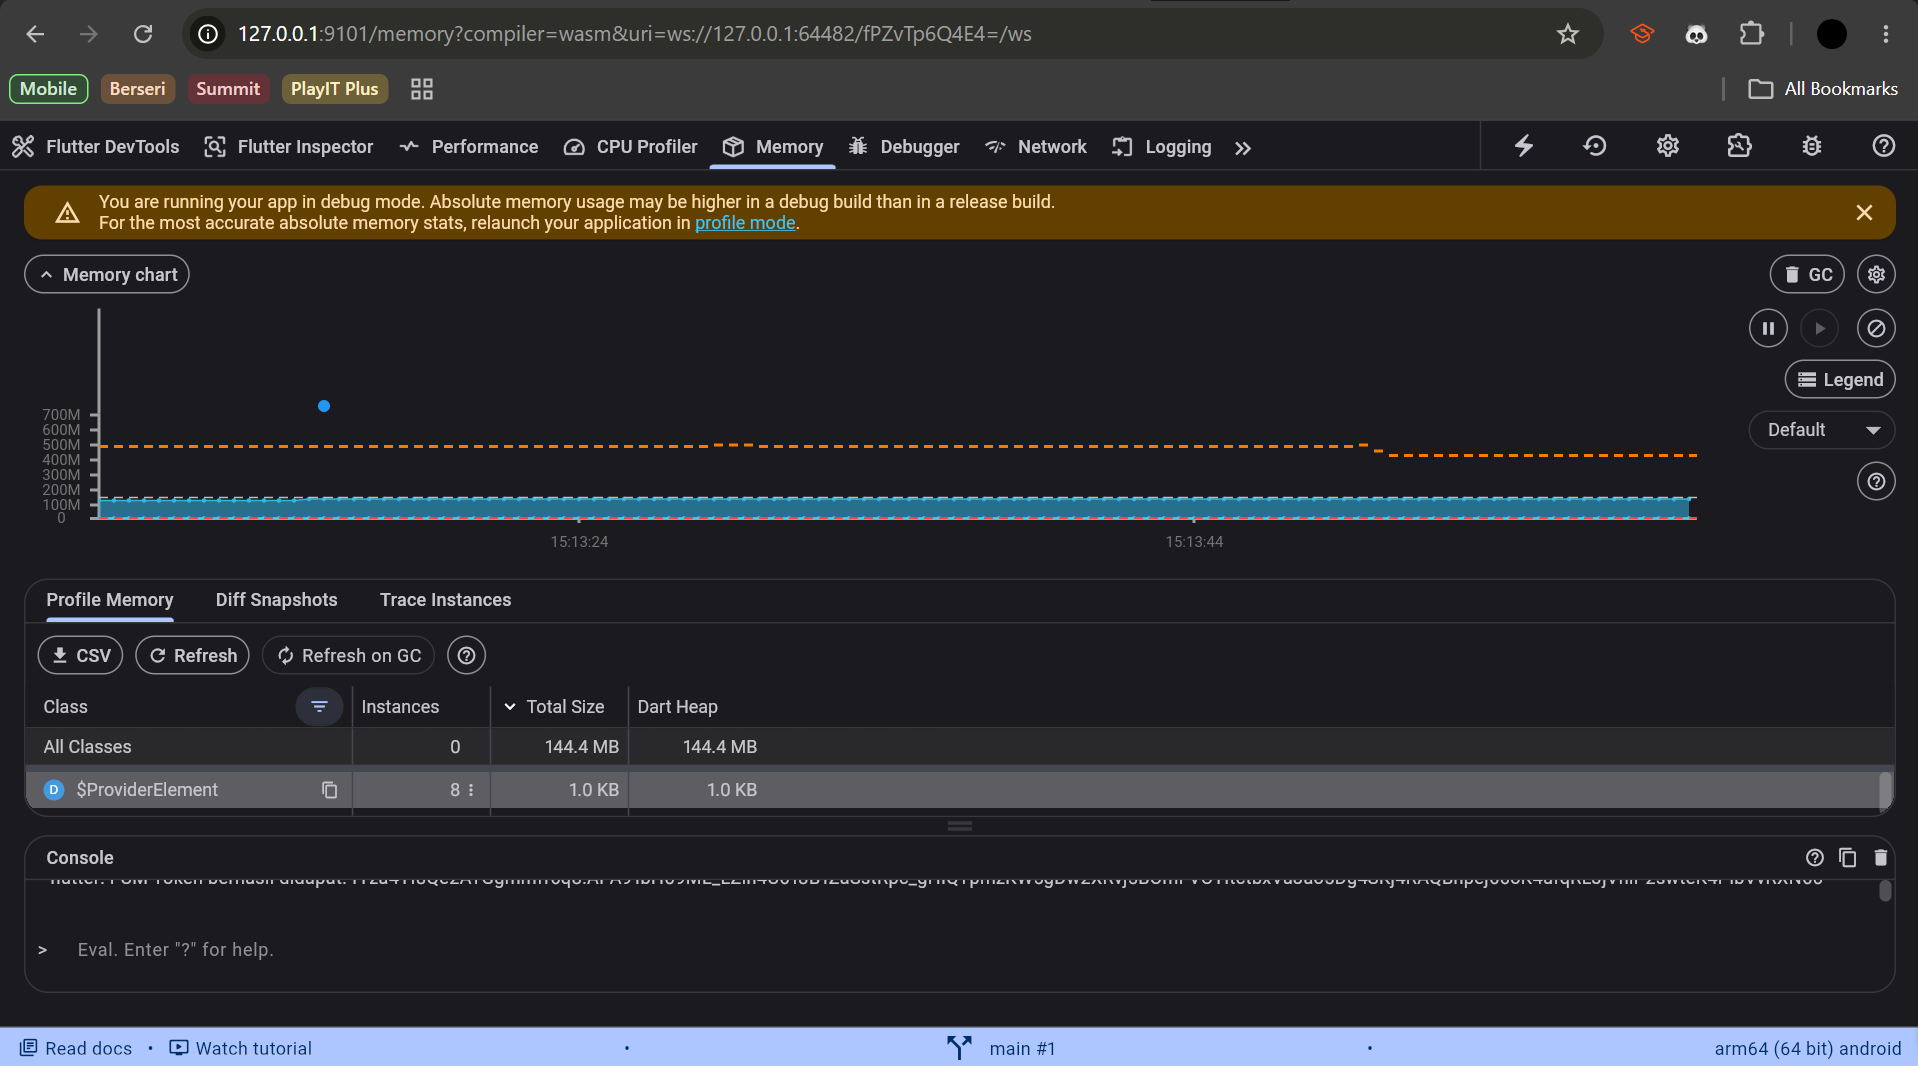 127.0.0.1:9101/memory?compiler=wasm&uri=ws://127.0.0.1:64482/fPZvTp6Q4E4=/ws
Mobile Berseri Summit PlayIT Plus All Bookmarks
Flutter DevTools Flutter Inspector Performance CPU Profiler Memory Debugger Network Logging
You are running your app in debug mode. Absolute memory usage may be higher in a debug build than in a release build.
For the most accurate absolute memory stats, relaunch your application in profile mode.
Memory chart GC
Legend
Default
700M
600M
500M
400M
300M
200M
100M
0
15:13:24 15:13:44
Profile Memory Diff Snapshots Trace Instances
CSV Refresh Refresh on GC
Class Instances Total Size Dart Heap
All Classes 0 144.4 MB 144.4 MB
D $ProviderElement 8 1.0 KB 1.0 KB
Console
> Eval. Enter "?" for help.
Read docs • Watch tutorial • main #1 • arm64 (64 bit) android